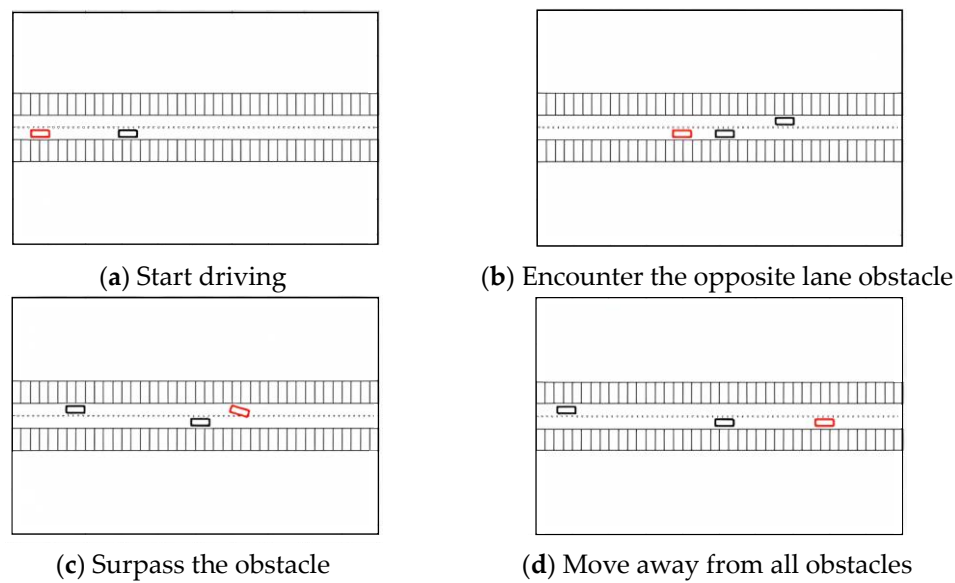 (a) Start driving
(b) Encounter the opposite lane obstacle
(c) Surpass the obstacle
(d) Move away from all obstacles